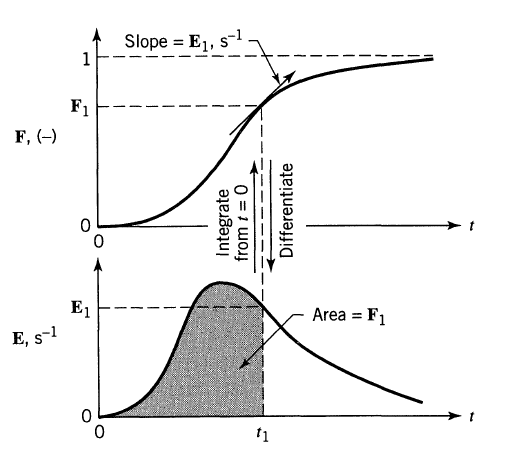 Slope = E₁, s⁻¹
1
F₁
F, (–)
0
0
t
Integrate
from t = 0
Differentiate
E₁
E, s⁻¹
Area = F₁
0
0
t₁
t